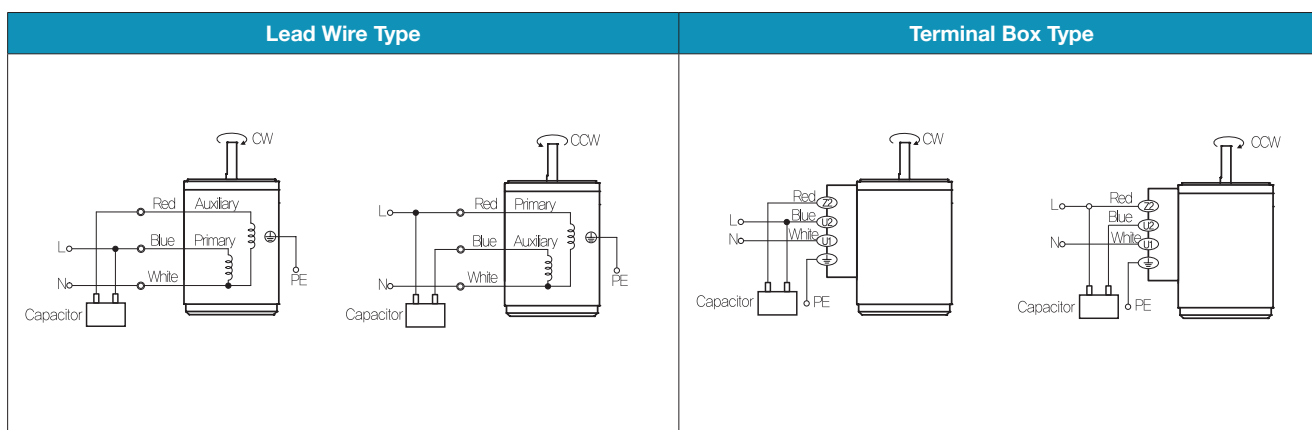 Lead Wire Type
Terminal Box Type
CW
Red Auxiliary
L Blue Primary
N White
PE
Capacitor
CCW
L Red Primary
Blue Auxiliary
N White
PE
Capacitor
CW
Red Z2
L Blue U2
N White U1
PE
Capacitor
CCW
L Red Z2
Blue U2
N White U1
PE
Capacitor